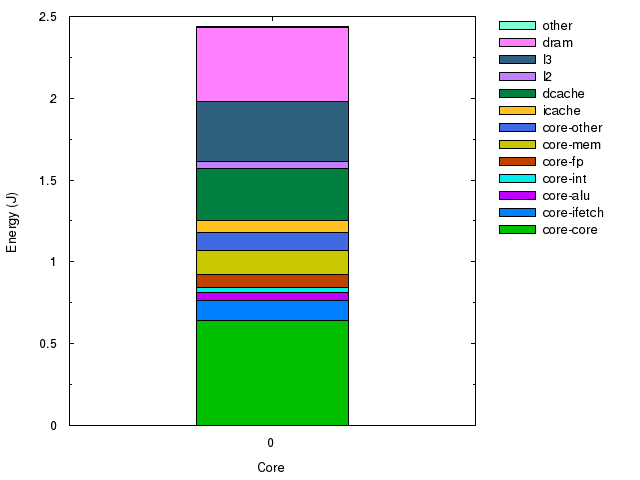 2.5
2
1.5
1
0.5
0
Energy (J)
0
Core
other
dram
l3
l2
dcache
icache
core-other
core-mem
core-fp
core-int
core-alu
core-ifetch
core-core